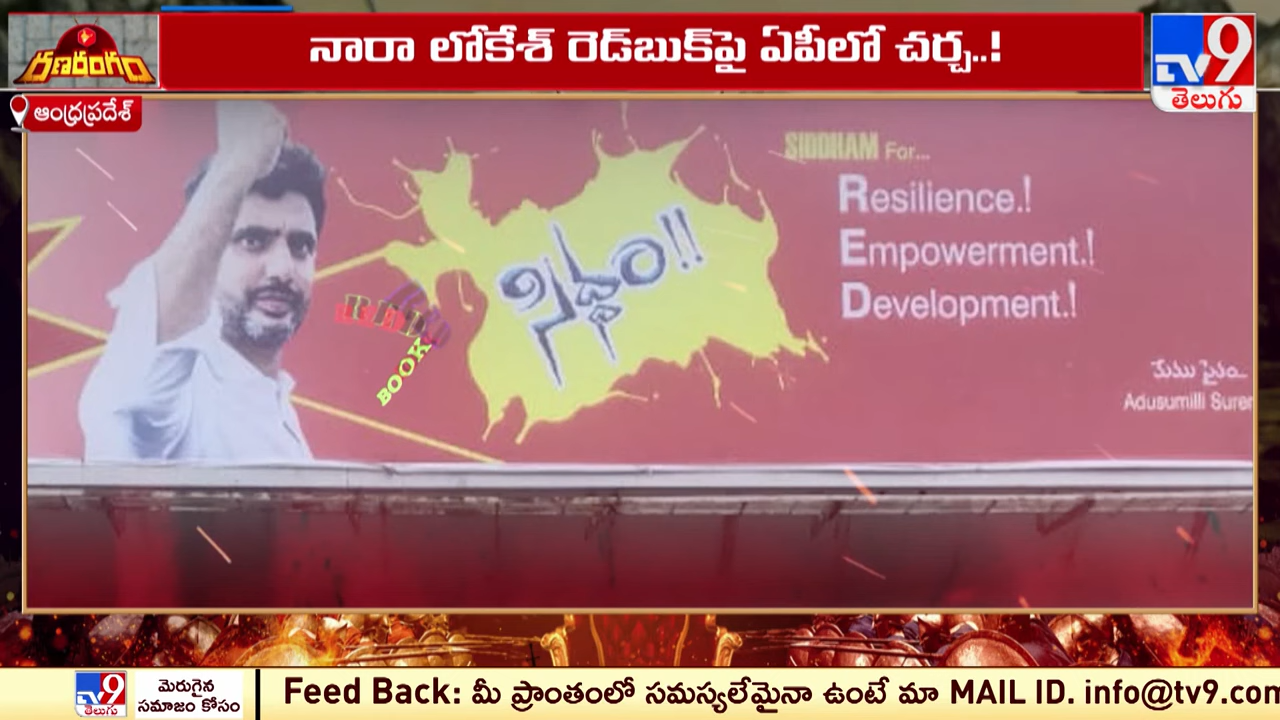 రణరంగం
నారా లోకేశ్ రెడ్‌బుక్‌పై ఏపీలో చర్చ..!
TV9
తెలుగు
ఆంధ్రప్రదేశ్
SIDDHAM For...
Resilience.!
Empowerment.!
Development.!
సిద్ధం!!
RED
BOOK
మేము సైతం...
Adusumilli Suren
TV9
తెలుగు
మెరుగైన
సమాజం కోసం
Feed Back: మీ ప్రాంతంలో సమస్యలేమైనా ఉంటే మా MAIL ID. info@tv9.com